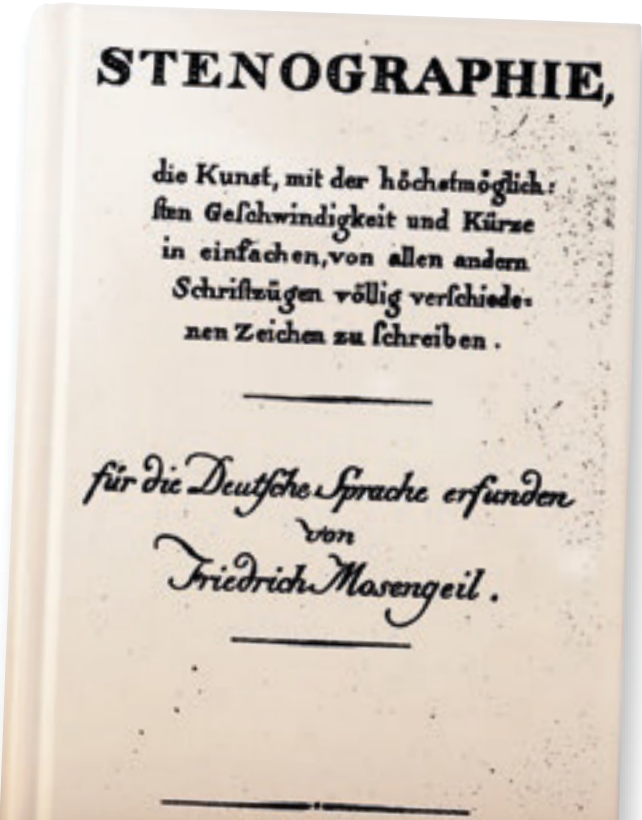 STENOGRAPHIE,
die Kunst, mit der höchstmöglich⸗
ſten Geſchwindigkeit und Kürze
in einfachen, von allen andern
Schriftzügen völlig verſchiede⸗
nen Zeichen zu ſchreiben.
für die Deutſche Sprache erfunden
von
Friedrich Mosengeil.